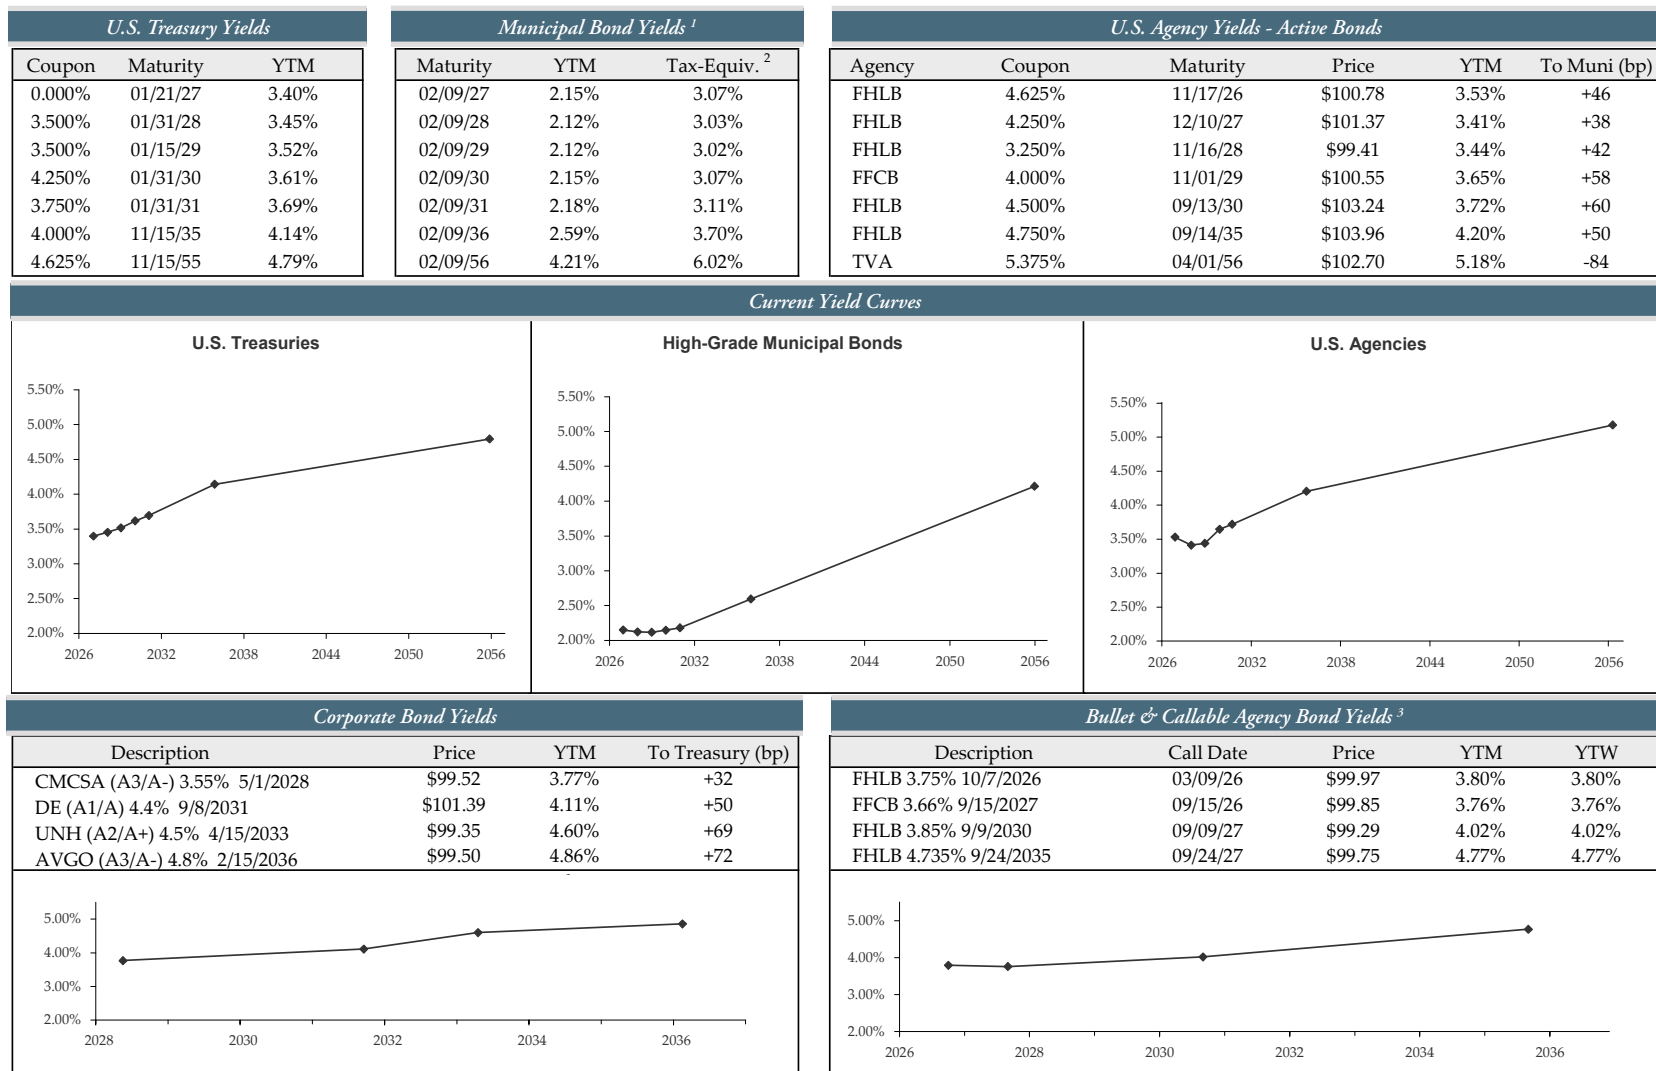 U.S. Treasury Yields
Coupon Maturity YTM
0.000% 01/21/27 3.40%
3.500% 01/31/28 3.45%
3.500% 01/15/29 3.52%
4.250% 01/31/30 3.61%
3.750% 01/31/31 3.69%
4.000% 11/15/35 4.14%
4.625% 11/15/55 4.79%
Municipal Bond Yields 1
Maturity YTM Tax-Equiv. 2
02/09/27 2.15% 3.07%
02/09/28 2.12% 3.03%
02/09/29 2.12% 3.02%
02/09/30 2.15% 3.07%
02/09/31 2.18% 3.11%
02/09/36 2.59% 3.70%
02/09/56 4.21% 6.02%
U.S. Agency Yields - Active Bonds
Agency Coupon Maturity Price YTM To Muni (bp)
FHLB 4.625% 11/17/26 $100.78 3.53% +46
FHLB 4.250% 12/10/27 $101.37 3.41% +38
FHLB 3.250% 11/16/28 $99.41 3.44% +42
FFCB 4.000% 11/01/29 $100.55 3.65% +58
FHLB 4.500% 09/13/30 $103.24 3.72% +60
FHLB 4.750% 09/14/35 $103.96 4.20% +50
TVA 5.375% 04/01/56 $102.70 5.18% -84
Current Yield Curves
U.S. Treasuries
5.50%
5.00%
4.50%
4.00%
3.50%
3.00%
2.50%
2.00%
2026 2032 2038 2044 2050 2056
High-Grade Municipal Bonds
5.50%
5.00%
4.50%
4.00%
3.50%
3.00%
2.50%
2.00%
2026 2032 2038 2044 2050 2056
U.S. Agencies
5.50%
5.00%
4.50%
4.00%
3.50%
3.00%
2.50%
2.00%
2026 2032 2038 2044 2050 2056
Corporate Bond Yields
Description Price YTM To Treasury (bp)
CMCSA (A3/A-) 3.55% 5/1/2028 $99.52 3.77% +32
DE (A1/A) 4.4% 9/8/2031 $101.39 4.11% +50
UNH (A2/A+) 4.5% 4/15/2033 $99.35 4.60% +69
AVGO (A3/A-) 4.8% 2/15/2036 $99.50 4.86% +72
5.00%
4.00%
3.00%
2.00%
2028 2030 2032 2034 2036
Bullet & Callable Agency Bond Yields 3
Description Call Date Price YTM YTW
FHLB 3.75% 10/7/2026 03/09/26 $99.97 3.80% 3.80%
FFCB 3.66% 9/15/2027 09/15/26 $99.85 3.76% 3.76%
FHLB 3.85% 9/9/2030 09/09/27 $99.29 4.02% 4.02%
FHLB 4.735% 9/24/2035 09/24/27 $99.75 4.77% 4.77%
5.00%
4.00%
3.00%
2.00%
2026 2028 2030 2032 2034 2036